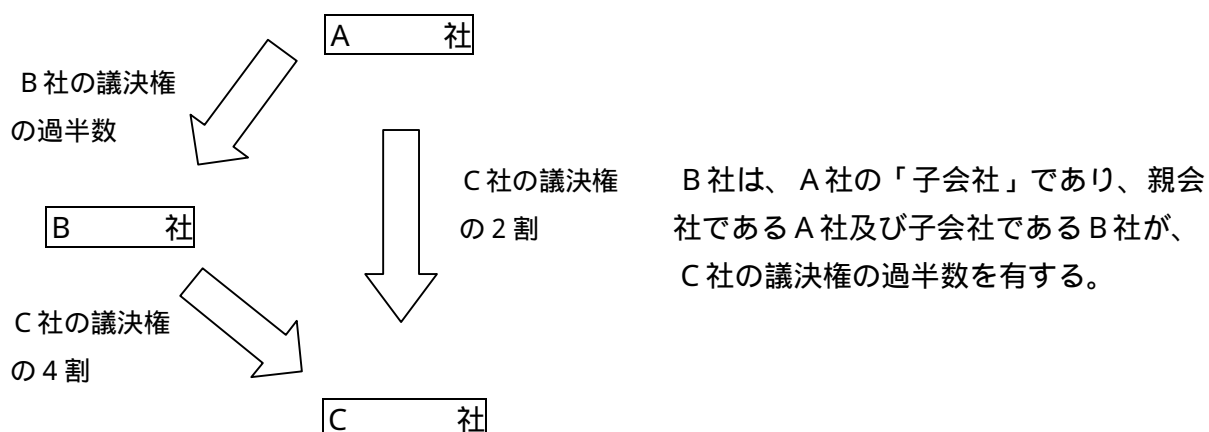 A　　　社
B社の議決権
の過半数
C社の議決権
の2割
B社は、A社の「子会社」であり、親会
社であるA社及び子会社であるB社が、
C社の議決権の過半数を有する。
B　　　社
C社の議決権
の4割
C　　　社